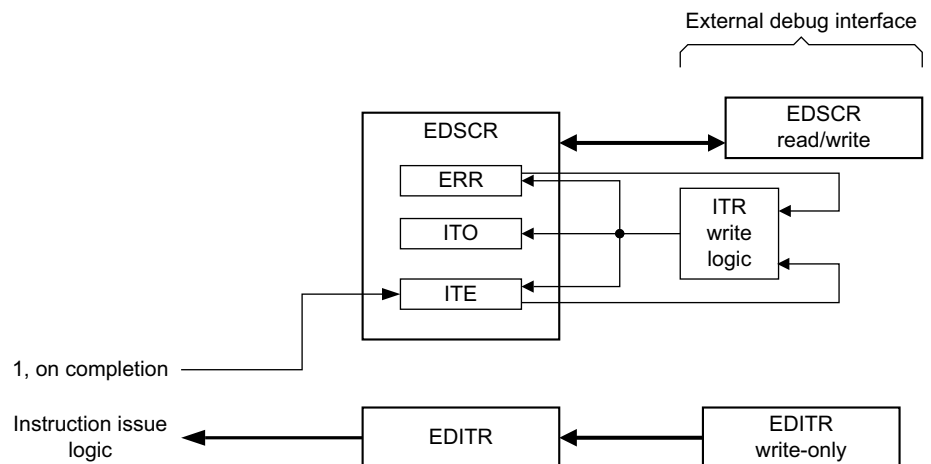 External debug interface
EDSCR
EDSCR
read/write
ERR
ITR
write
logic
ITO
ITE
1, on completion
Instruction issue
logic
EDITR
EDITR
write-only